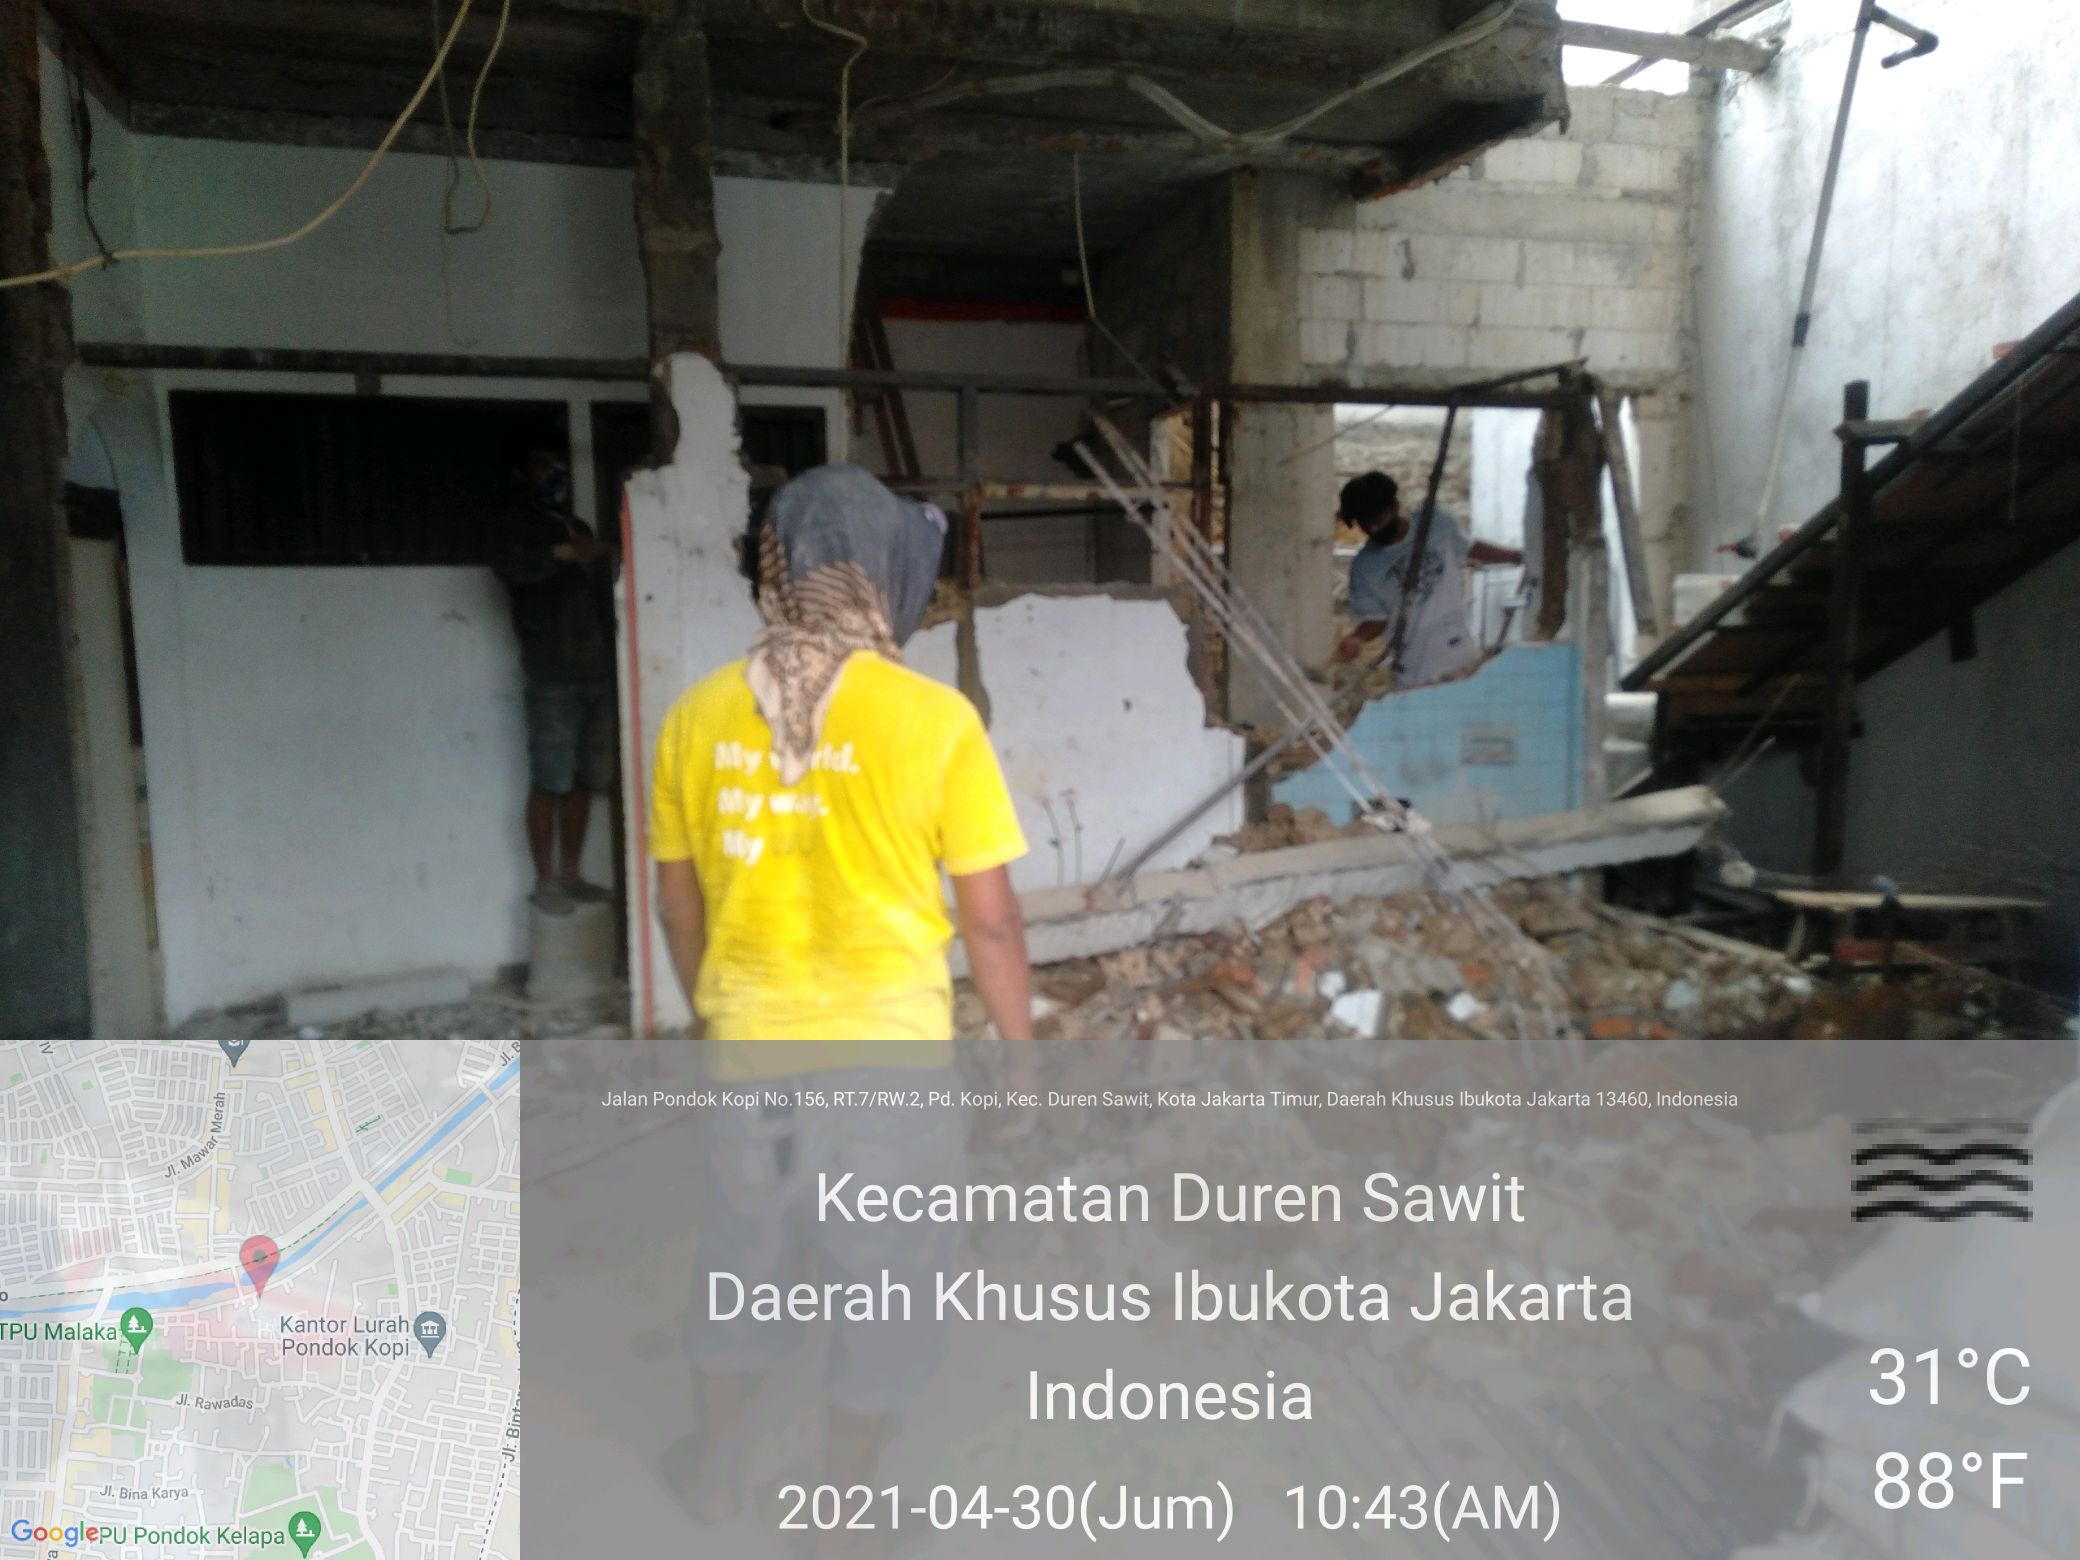 My world.
My way.
My
Jalan Pondok Kopi No.156, RT.7/RW.2, Pd. Kopi, Kec. Duren Sawit, Kota Jakarta Timur, Daerah Khusus Ibukota Jakarta 13460, Indonesia
Kecamatan Duren Sawit
Daerah Khusus Ibukota Jakarta
Indonesia
2021-04-30(Jum) 10:43(AM)
31°C
88°F
Jl. Mawar Merah
TPU Malaka
Kantor Lurah
Pondok Kopi
Jl. Rawadas
Jl. Bina Karya
Google
PU Pondok Kelapa